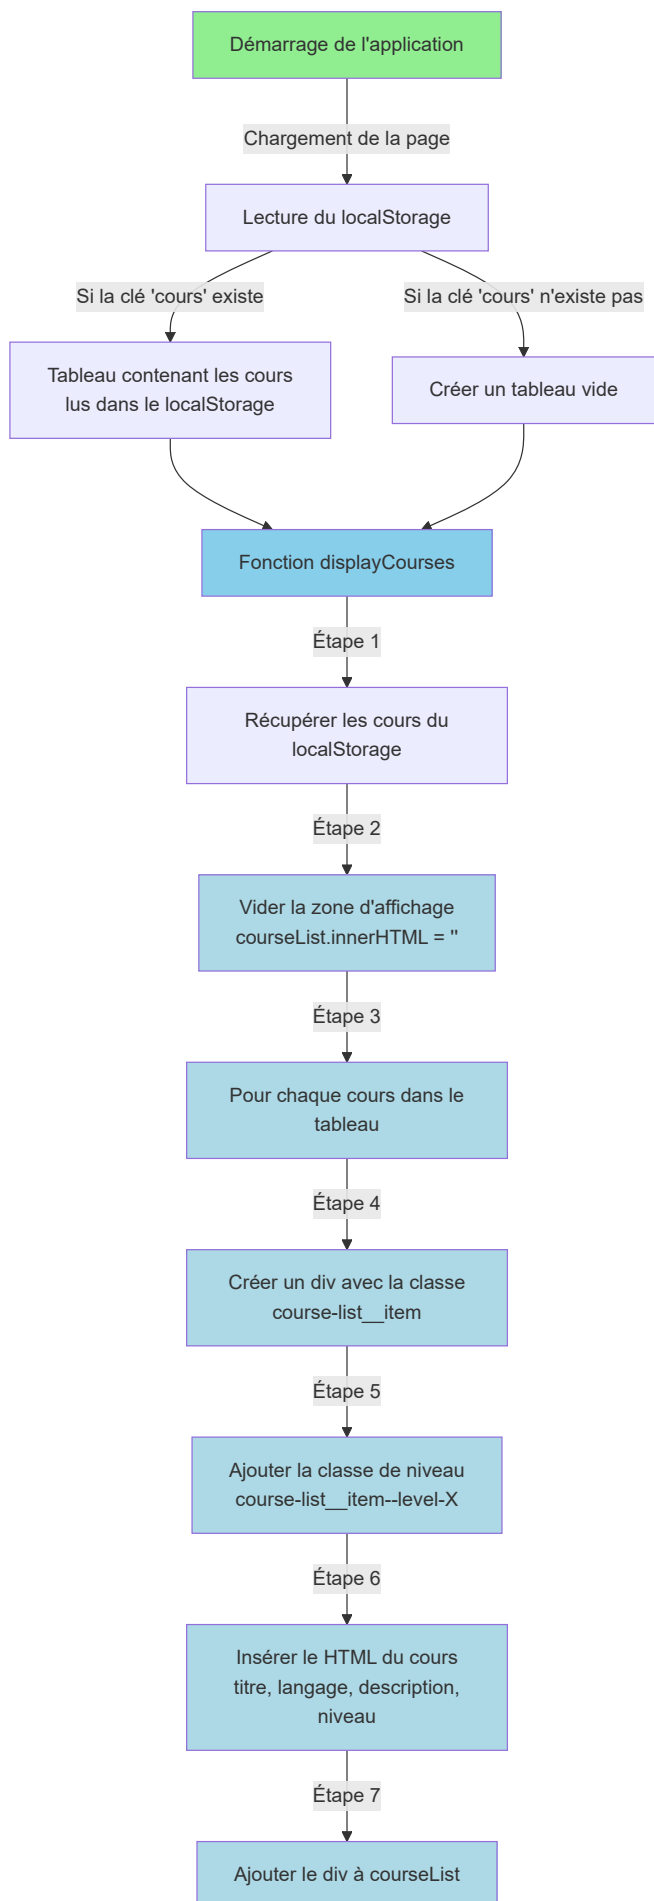 Démarrage de l'application
Chargement de la page
Lecture du localStorage
Si la clé 'cours' existe
Si la clé 'cours' n'existe pas
Tableau contenant les cours
lus dans le localStorage
Créer un tableau vide
Fonction displayCourses
Étape 1
Récupérer les cours du
localStorage
Étape 2
Vider la zone d'affichage
courseList.innerHTML = ''
Étape 3
Pour chaque cours dans le
tableau
Étape 4
Créer un div avec la classe
course-list__item
Étape 5
Ajouter la classe de niveau
course-list__item--level-X
Étape 6
Insérer le HTML du cours
titre, langage, description,
niveau
Étape 7
Ajouter le div à courseList